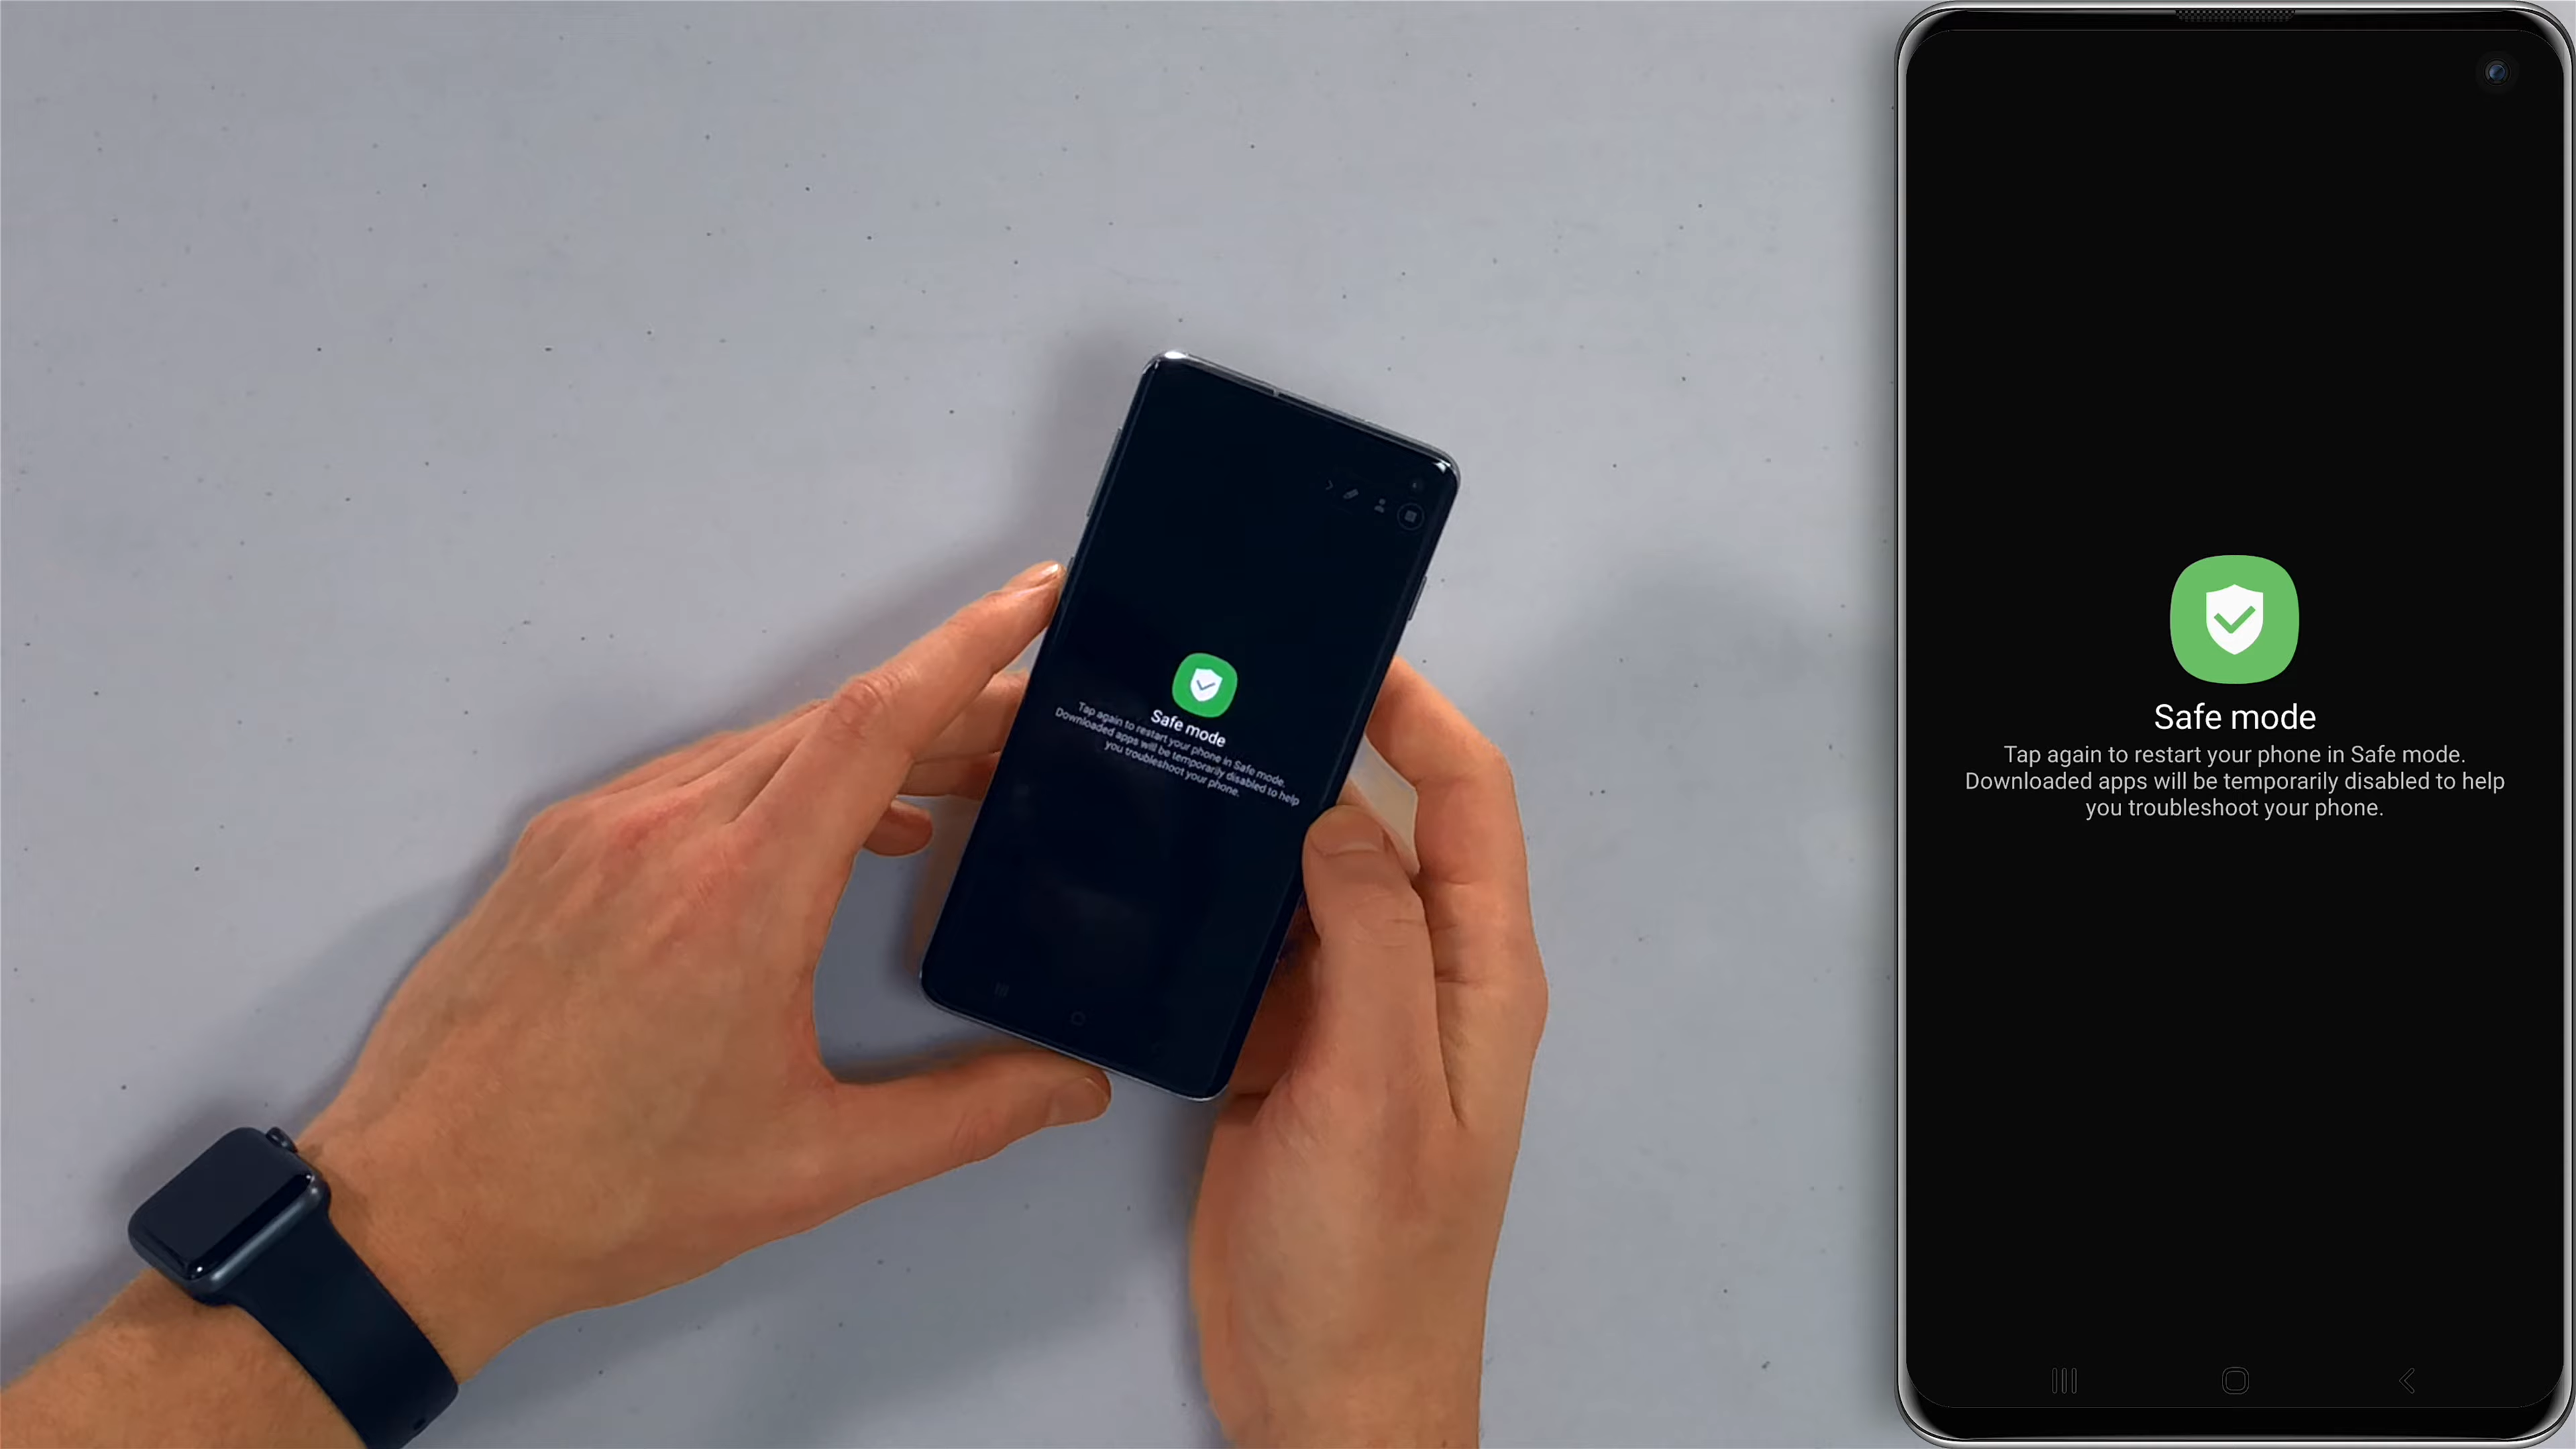 Safe mode
Tap again to restart your phone in Safe mode.
Downloaded apps will be temporarily disabled to help
you troubleshoot your phone.
Safe mode
Tap again to restart your phone in Safe mode.
Downloaded apps will be temporarily disabled to help
you troubleshoot your phone.